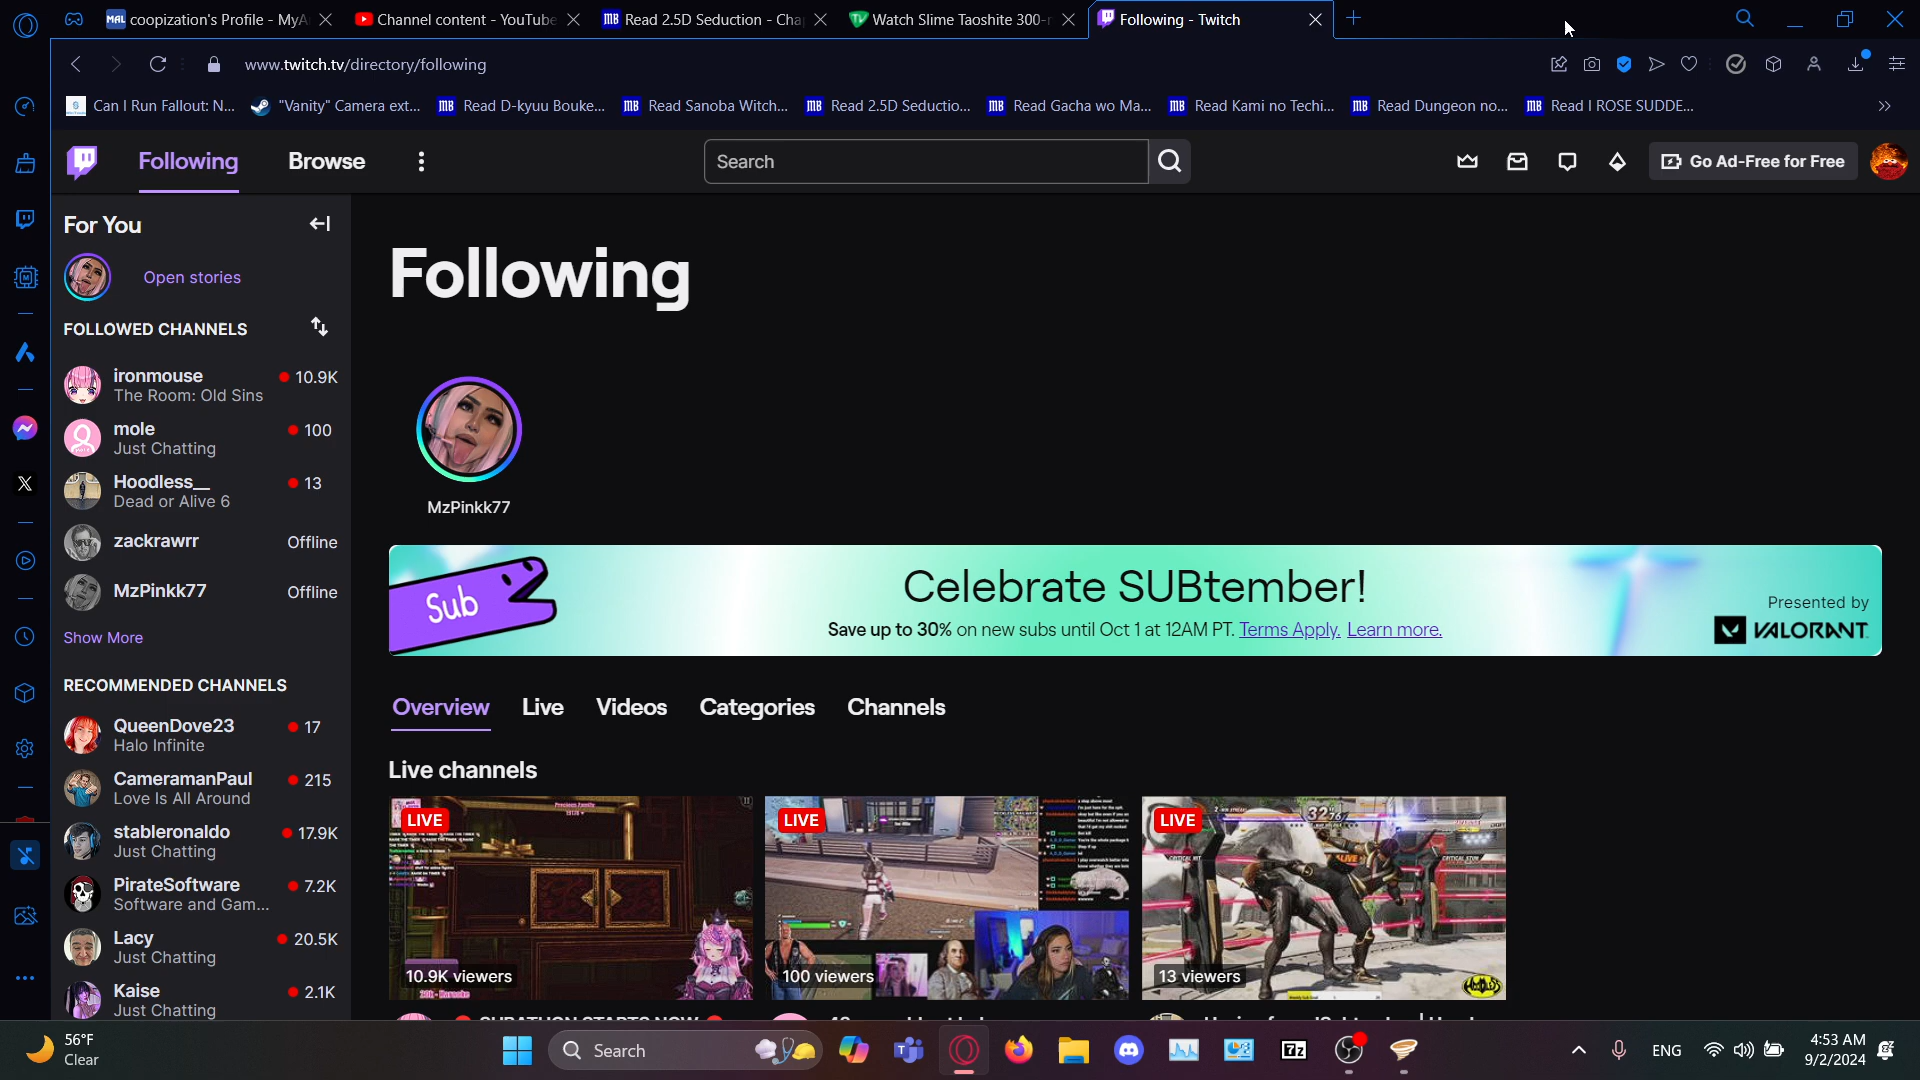 coopization's Profile - MyA
Channel content - YouTube
Read 2.5D Seduction - Cha
Watch Slime Taoshite 300-
Following - Twitch
www.twitch.tv/directory/following
Can I Run Fallout: N...
"Vanity" Camera ext...
Read D-kyuu Bouke...
Read Sanoba Witch...
Read 2.5D Seductio...
Read Gacha wo Ma...
Read Kami no Techi...
Read Dungeon no...
Read I ROSE SUDDE...
Following
Browse
Search
Go Ad-Free for Free
For You
Open stories
FOLLOWED CHANNELS
ironmouse
10.9K
The Room: Old Sins
mole
100
Just Chatting
Hoodless__
13
Dead or Alive 6
zackrawrr
Offline
MzPinkk77
Offline
Show More
RECOMMENDED CHANNELS
QueenDove23
17
Halo Infinite
CameramanPaul
215
Love Is All Around
stableronaldo
17.9K
Just Chatting
PirateSoftware
7.2K
Software and Gam...
Lacy
20.5K
Just Chatting
Kaise
2.1K
Just Chatting
Following
MzPinkk77
Sub
Celebrate SUBtember!
Save up to 30% on new subs until Oct 1 at 12AM PT. Terms Apply. Learn more.
Presented by
VALORANT
Overview
Live
Videos
Categories
Channels
Live channels
LIVE
10.9K viewers
LIVE
100 viewers
LIVE
13 viewers
56°F
Clear
Search
ENG
4:53 AM
9/2/2024